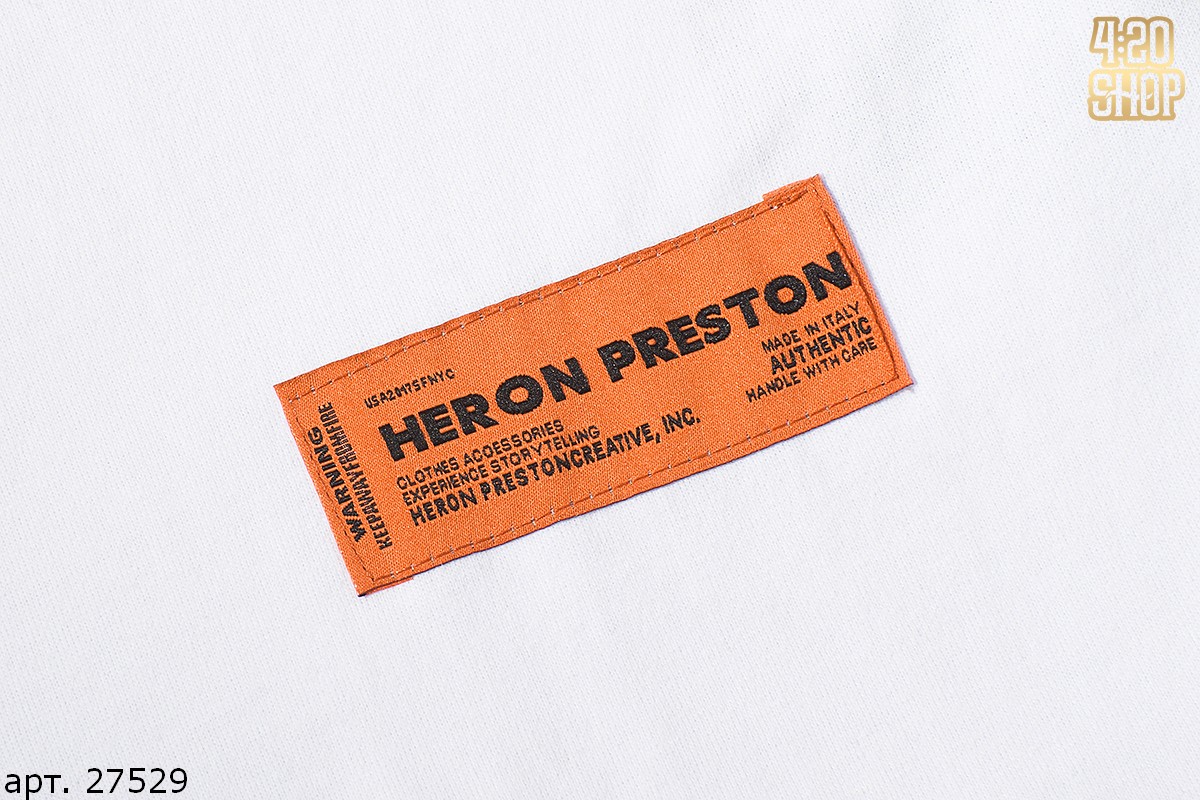 4:20
SHOP
USA2017SFNYC
HERON PRESTON
CLOTHES ACCESSORIES
EXPERIENCE STORYTELLING
HERON PRESTONCREATIVE, INC.
MADE IN ITALY
AUTHENTIC
HANDLE WITH CARE
WARNING
KEEPAWAYFROMFIRE
арт. 27529